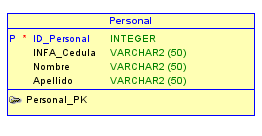 Personal
P * ID_Personal INTEGER
INFA_Cedula VARCHAR2 (50)
Nombre VARCHAR2 (50)
Apellido VARCHAR2 (50)
Personal_PK